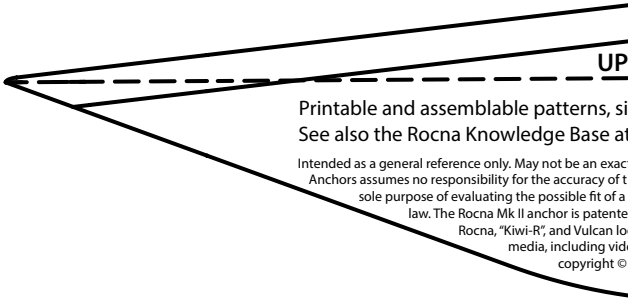 UP
Printable and assemblable patterns, si
See also the Rocna Knowledge Base at
Intended as a general reference only. May not be an exac
Anchors assumes no responsibility for the accuracy of t
sole purpose of evaluating the possible fit of a
law. The Rocna Mk II anchor is patente
Rocna, “Kiwi-R”, and Vulcan lo
media, including vide
copyright ©